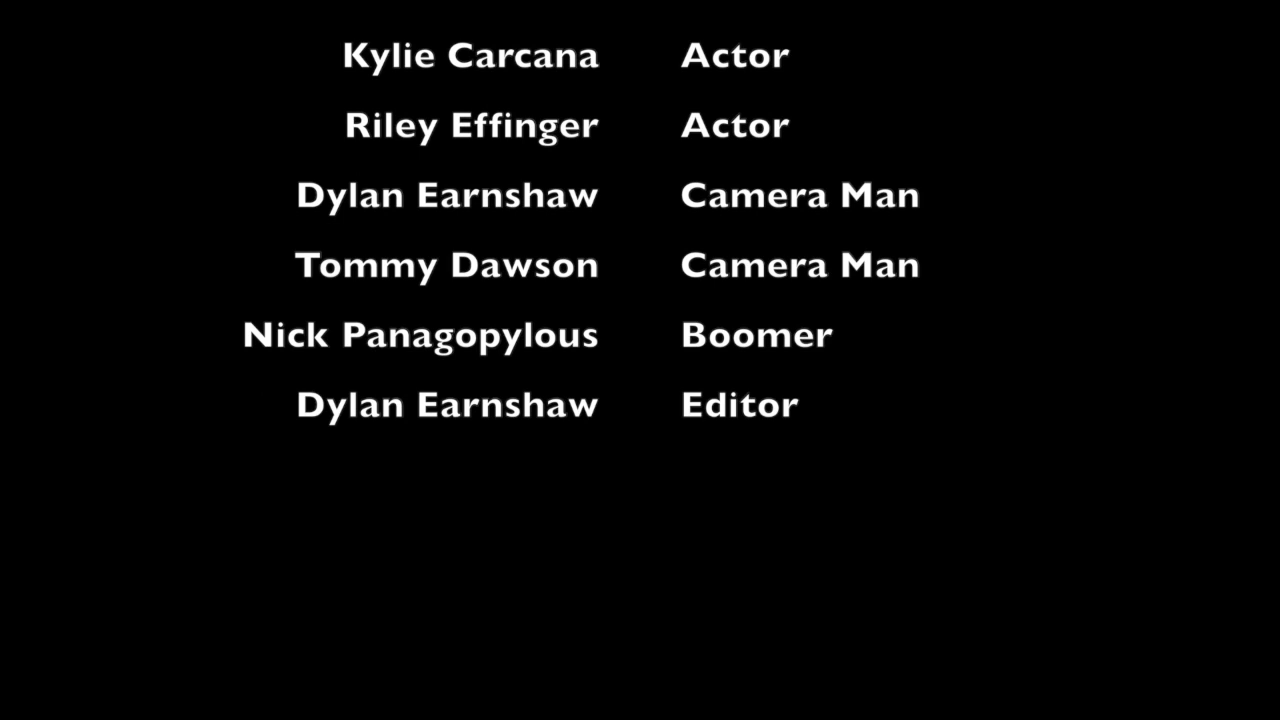 Kylie Carcana Actor
Riley Effinger Actor
Dylan Earnshaw Camera Man
Tommy Dawson Camera Man
Nick Panagopylous Boomer
Dylan Earnshaw Editor